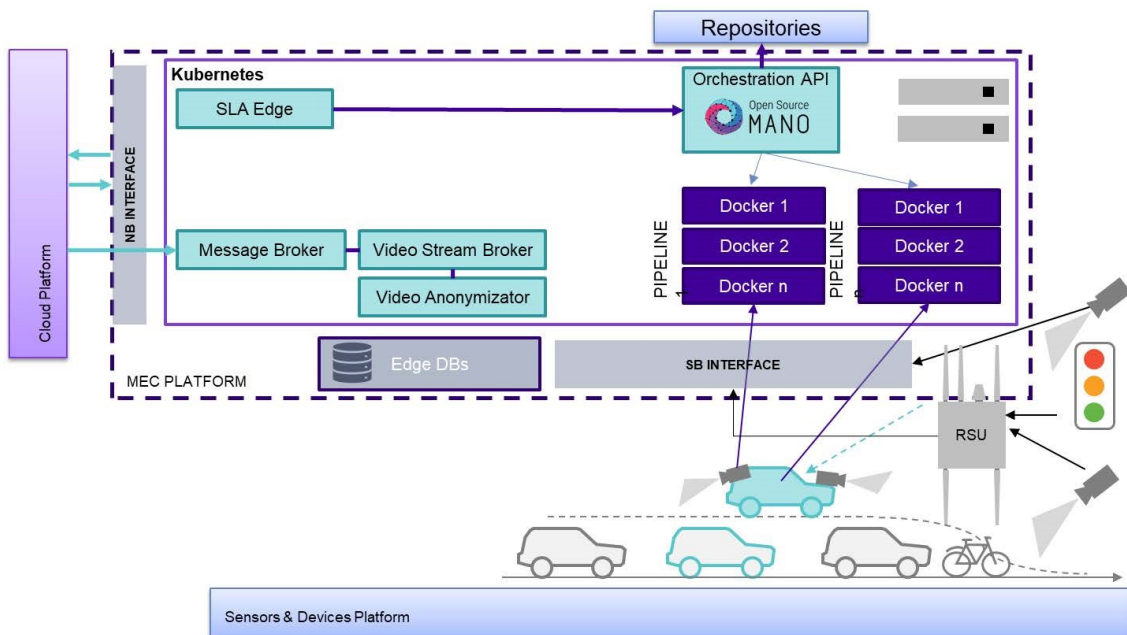 Repositories
Kubernetes
Orchestration API
Open Source
MANO
SLA Edge
NB INTERFACE
Cloud Platform
Message Broker
Video Stream Broker
Video Anonymizator
PIPELINE
1
Docker 1
Docker 2
Docker n
PIPELINE
n
Docker 1
Docker 2
Docker n
Edge DBs
SB INTERFACE
MEC PLATFORM
RSU
Sensors & Devices Platform